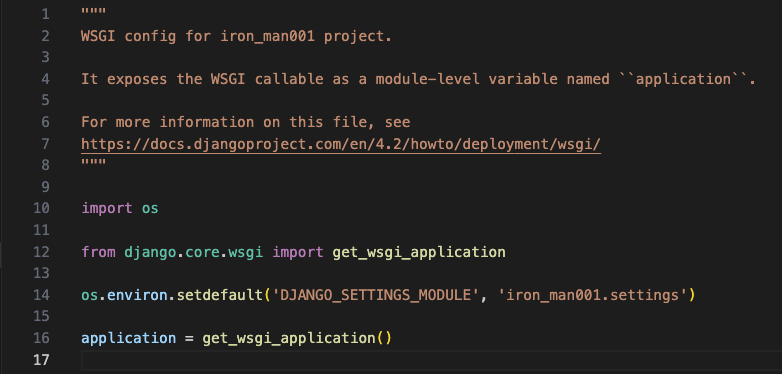 1 """
2 WSGI config for iron_man001 project.
3
4 It exposes the WSGI callable as a module-level variable named ``application``.
5
6 For more information on this file, see
7 https://docs.djangoproject.com/en/4.2/howto/deployment/wsgi/
8 """
9
10 import os
11
12 from django.core.wsgi import get_wsgi_application
13
14 os.environ.setdefault('DJANGO_SETTINGS_MODULE', 'iron_man001.settings')
15
16 application = get_wsgi_application()
17